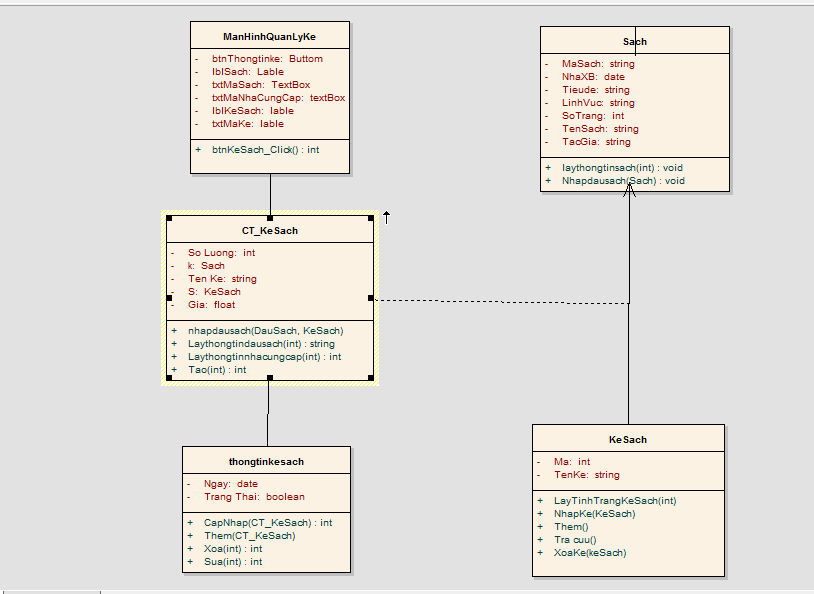 ManHinhQuanLyKe
- btnThongtinke: Buttom
- lblSach: Lable
- txtMaSach: TextBox
- txtMaNhaCungCap: textBox
- lblKeSach: lable
- txtMaKe: lable
+ btnKeSach_Click() : int
Sach
- MaSach: string
- NhaXB: date
- Tieude: string
- LinhVuc: string
- SoTrang: int
- TenSach: string
- TacGia: string
+ laythongtinsach(int) : void
+ Nhapdausach(Sach) : void
CT_KeSach
- So Luong: int
- k: Sach
- Ten Ke: string
- S: KeSach
- Gia: float
+ nhapdausach(DauSach, KeSach)
+ Laythongtindausach(int) : string
+ Laythongtinnhacungcap(int) : int
+ Tao(int) : int
thongtinkesach
- Ngay: date
- Trang Thai: boolean
+ CapNhap(CT_KeSach) : int
+ Them(CT_KeSach)
+ Xoa(int) : int
+ Sua(int) : int
KeSach
- Ma: int
- TenKe: string
+ LayTinhTrangKeSach(int)
+ NhapKe(KeSach)
+ Them()
+ Tra cuu()
+ XoaKe(keSach)